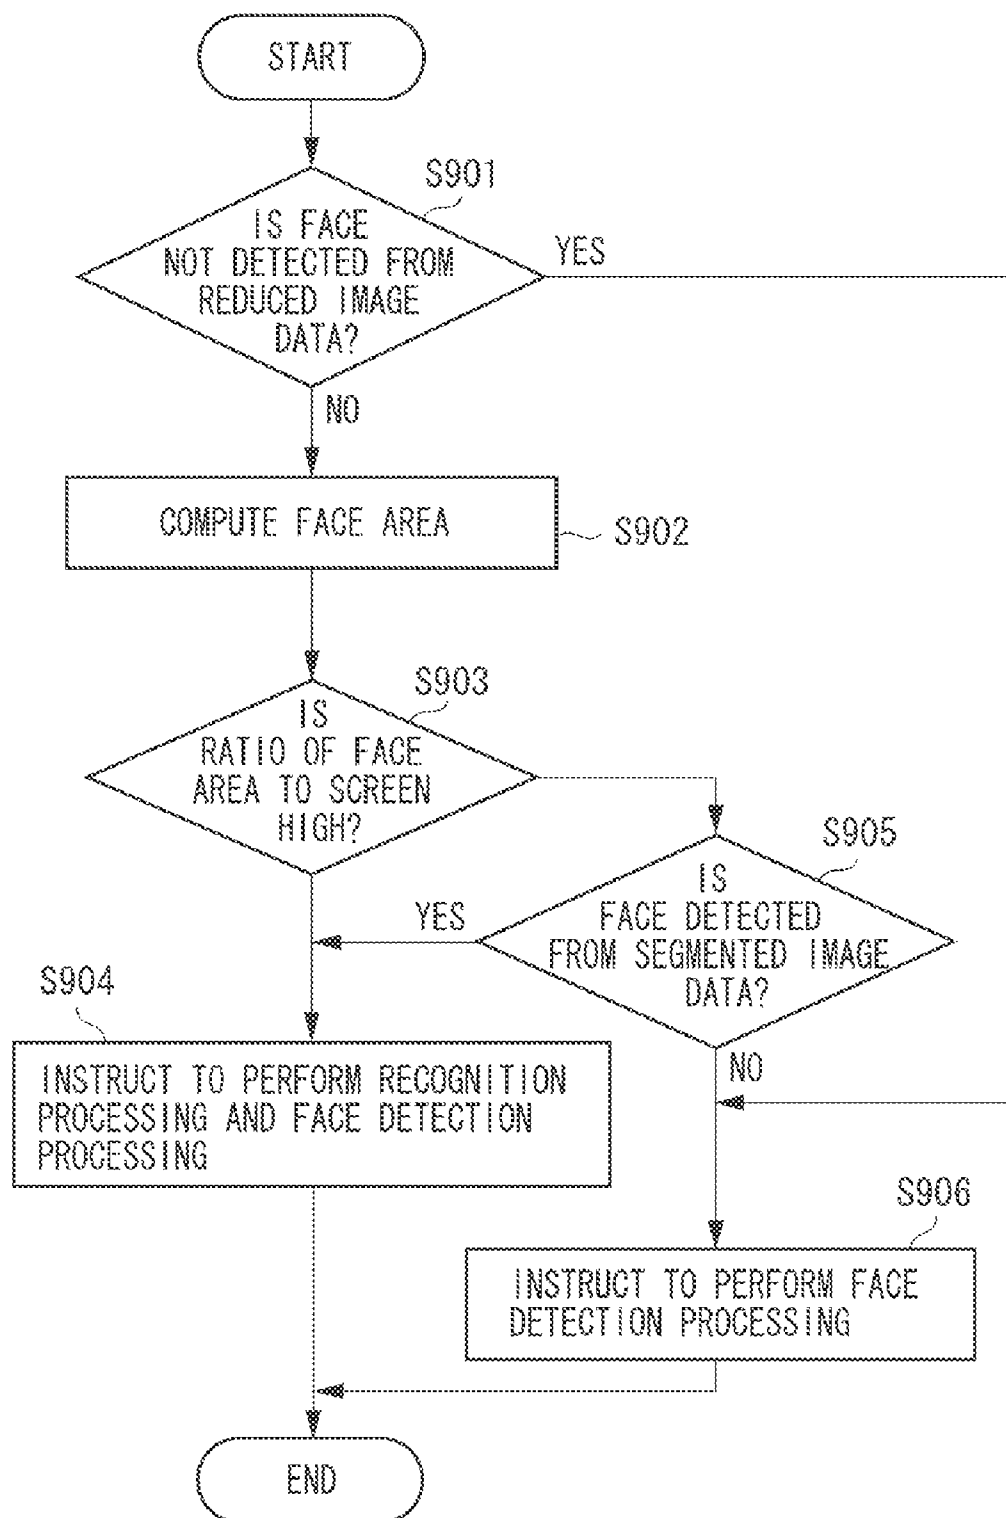 START
S901
IS FACE
NOT DETECTED FROM
REDUCED IMAGE
DATA?
YES
NO
COMPUTE FACE AREA
S902
S903
IS
RATIO OF FACE
AREA TO SCREEN
HIGH?
S905
IS
FACE DETECTED
FROM SEGMENTED IMAGE
DATA?
YES
NO
S904
INSTRUCT TO PERFORM RECOGNITION
PROCESSING AND FACE DETECTION
PROCESSING
S906
INSTRUCT TO PERFORM FACE
DETECTION PROCESSING
END